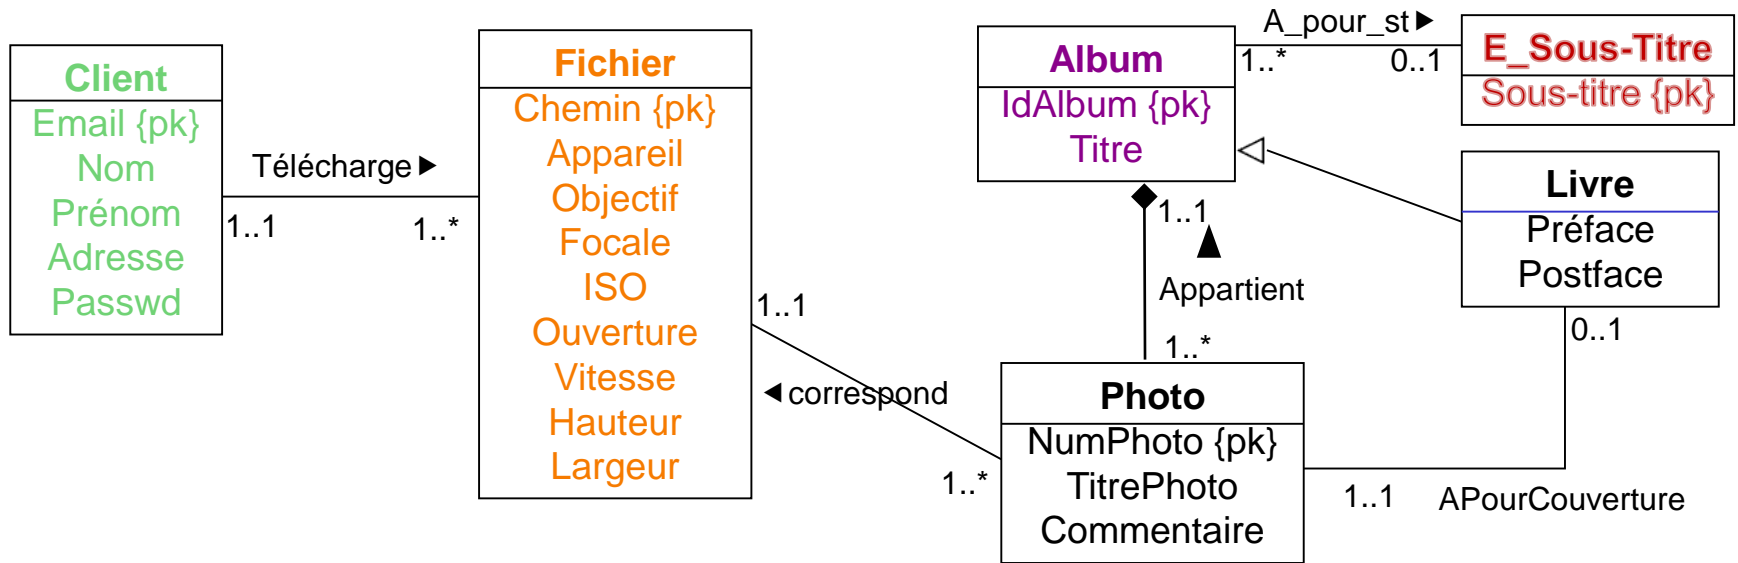 Client
Email {pk}
Nom
Prénom
Adresse
Passwd
Télécharge ►
1..1
1..*
Fichier
Chemin {pk}
Appareil
Objectif
Focale
ISO
Ouverture
Vitesse
Hauteur
Largeur
1..1
◄ correspond
1..*
Album
IdAlbum {pk}
Titre
A_pour_st ►
1..*
0..1
E_Sous-Titre
Sous-titre {pk}
Livre
Préface
Postface
1..1
▲
Appartient
1..*
Photo
NumPhoto {pk}
TitrePhoto
Commentaire
0..1
1..1
APourCouverture